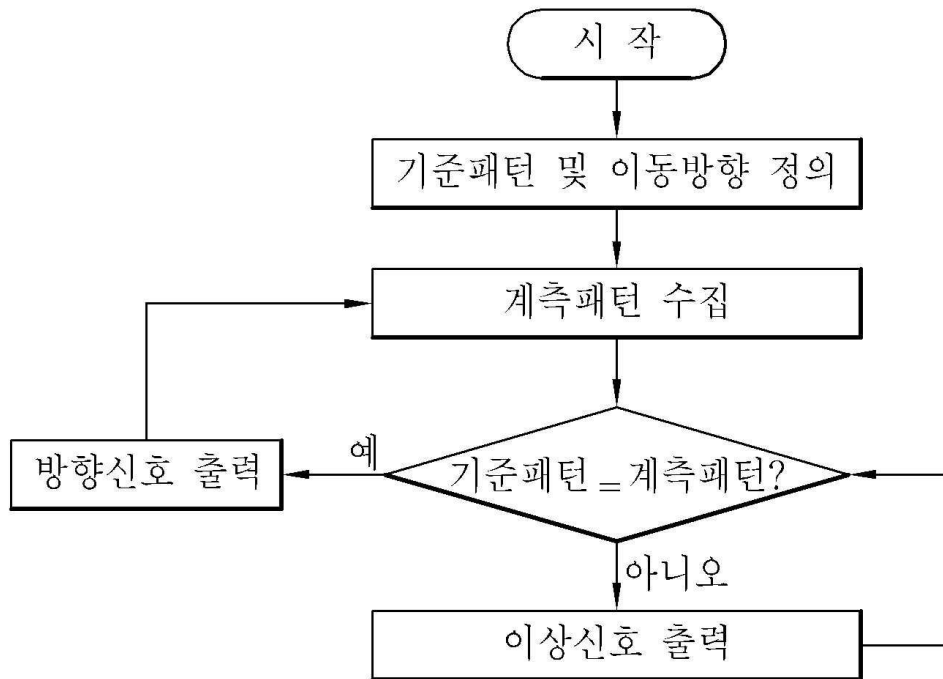 시 작
기준패턴 및 이동방향 정의
계측패턴 수집
예
방향신호 출력
기준패턴 = 계측패턴?
아니오
이상신호 출력